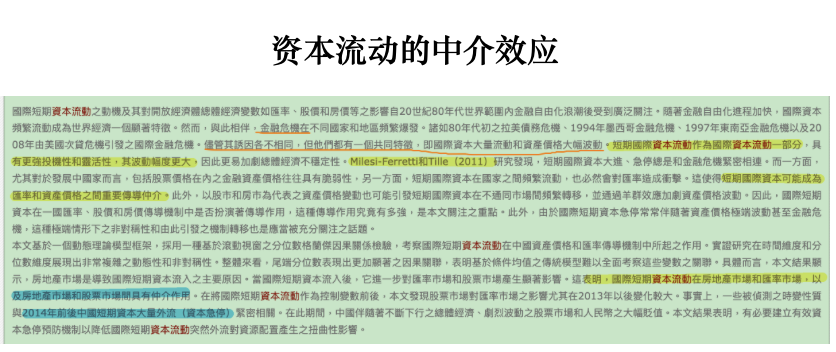 资本流动的中介效应
國際短期資本流動之動機及其對開放經濟體總體經濟變數如匯率、股價和房價等之影響自20世紀80年代世界範圍內金融自由化浪潮後受到廣泛關注。隨著金融自由化進程加快，國際資本
頻繁流動成為世界經濟一個顯著特徵。然而，與此相伴，金融危機在不同國家和地區頻繁爆發。諸如80年代初之拉美債務危機、1994年墨西哥金融危機、1997年東南亞金融危機以及20
08年由美國次貸危機引發之國際金融危機。儘管其誘因各不相同，但他們都有一個共同特徵，即國際資本大量流動和資產價格大幅波動。短期國際資本流動作為國際資本流動一部分，具
有更強投機性和靈活性，其波動幅度更大，因此更易加劇總體經濟不穩定性。Milesi-Ferretti和Tille（2011）研究發現，短期國際資本大進、急停總是和金融危機緊密相連。而一方面，
尤其對於發展中國家而言，包括股票價格在內之金融資產價格往往具有脆弱性，另一方面，短期國際資本在國家之間頻繁流動，也必然會對匯率造成衝擊。這使得短期國際資本可能成為
匯率和資產價格之間重要傳導仲介。此外，以股市和房市為代表之資產價格變動也可能引發短期國際資本在不通同市場間頻繁轉移，並通過羊群效應加劇資產價格波動。因此，國際短期
資本在一國匯率、股價和房價傳導機制中是否扮演著傳導作用，這種傳導作用究竟有多強，是本文關注之重點。此外，由於國際短期資本急停常常伴隨著資產價格極端波動甚至金融危
機，這種極端情形下之非對稱性和由此引發之機制轉移也是應當被充分關注之話題。
本文基於一個動態理論模型框架，採用一種基於滾動視窗之分位數格蘭傑因果關係檢驗，考察國際短期資本流動在中國資產價格和匯率傳導機制中所起之作用。實證研究在時間維度和分
位數維度展現出非常複雜之動態性和非對稱性。整體來看，尾端分位數表現出更加顯著之因果關聯，表明基於條件均值之傳統模型難以全面考察這些變數之關聯。具體而言，本文結果顯
示，房地產市場是導致國際短期資本流入之主要原因。當國際短期資本流入後，它進一步對匯率市場和股票市場產生顯著影響。這表明，國際短期資本流動在房地產市場和匯率市場，以
及房地產市場和股票市場間具有仲介作用。在將國際短期資本流動作為控制變數前後，本文發現股票市場對匯率市場之影響尤其在2013年以後變化較大。事實上，一些被偵測之時變性質
與2014年前後中國短期資本大量外流（資本急停）緊密相關。在此期間，中國伴隨著不斷下行之總體經濟、劇烈波動之股票市場和人民幣之大幅貶值。本文結果表明，有必要建立有效資
本急停預防機制以降低國際短期資本流動突然外流對資源配置產生之扭曲性影響。